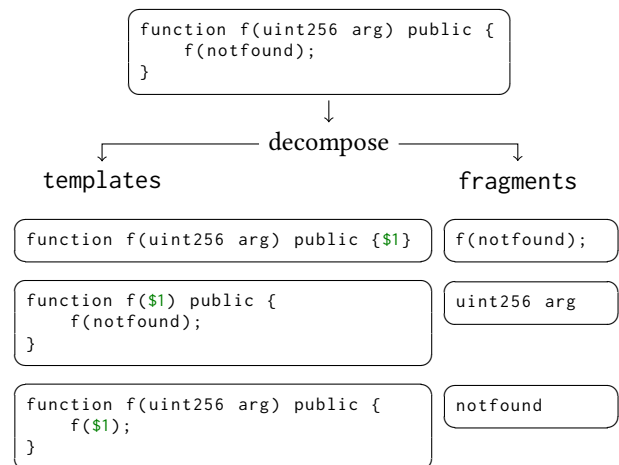 function f(uint256 arg) public {
    f(notfound);
}
decompose
templates
fragments
function f(uint256 arg) public {$1}
f(notfound);
function f($1) public {
    f(notfound);
}
uint256 arg
function f(uint256 arg) public {
    f($1);
}
notfound